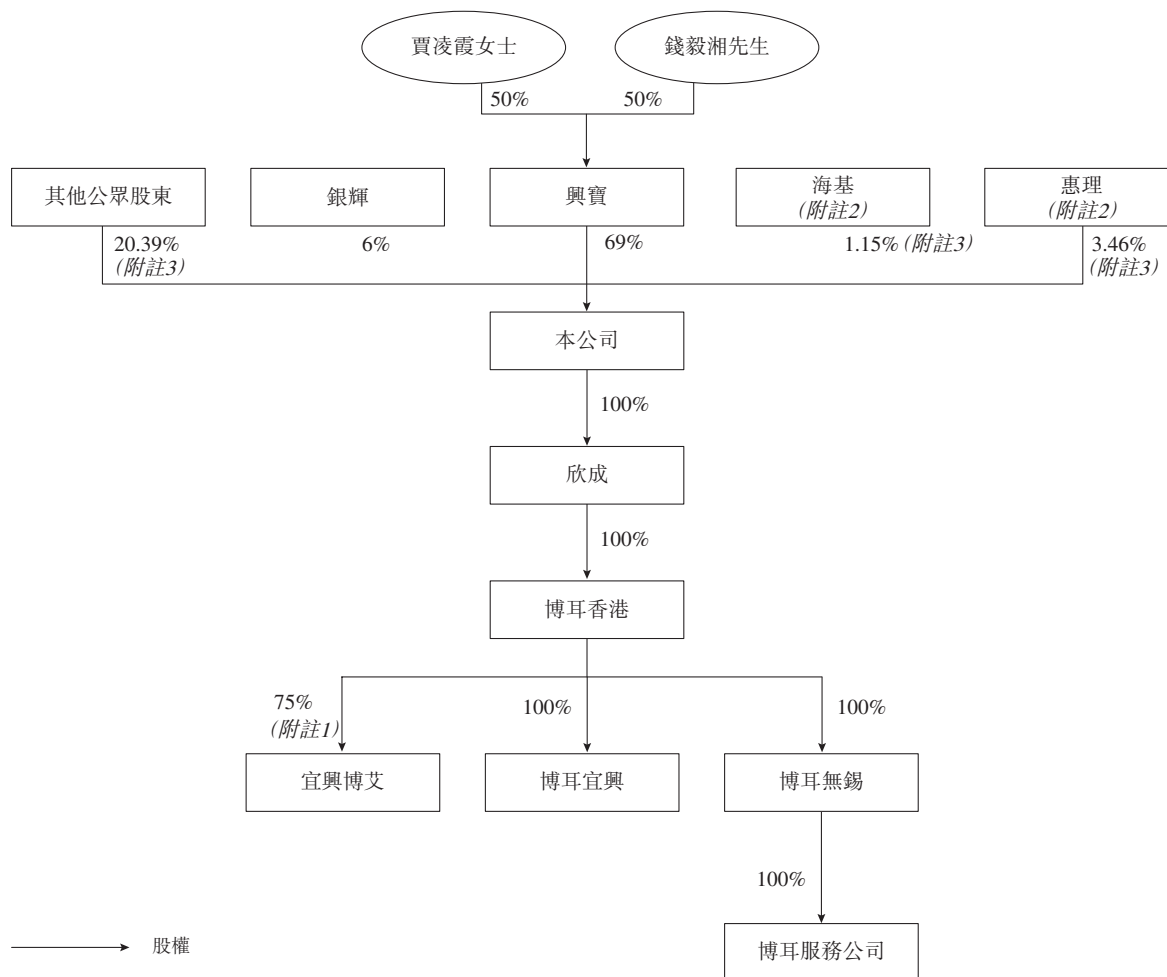 賈凌霞女士
錢毅湘先生
50%
50%
其他公眾股東
銀輝
興寶
海基
(附註2)
惠理
(附註2)
20.39%
(附註3)
6%
69%
1.15% (附註3)
3.46%
(附註3)
本公司
100%
欣成
100%
博耳香港
75%
(附註1)
100%
100%
宜興博艾
博耳宜興
博耳無錫
100%
股權
博耳服務公司